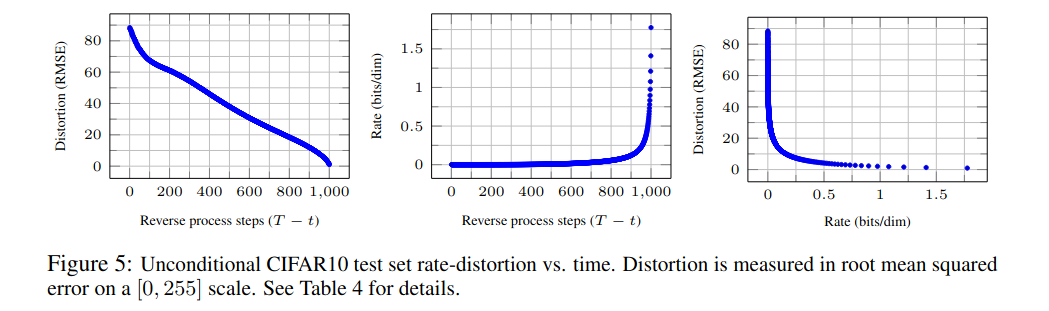 Distortion (RMSE)
80
60
40
20
0
0 200 400 600 800 1,000
Reverse process steps (T − t)
Rate (bits/dim)
1.5
1
0.5
0
0 200 400 600 800 1,000
Reverse process steps (T − t)
Distortion (RMSE)
80
60
40
20
0
0 0.5 1 1.5
Rate (bits/dim)
Figure 5: Unconditional CIFAR10 test set rate-distortion vs. time. Distortion is measured in root mean squared
error on a [0, 255] scale. See Table 4 for details.